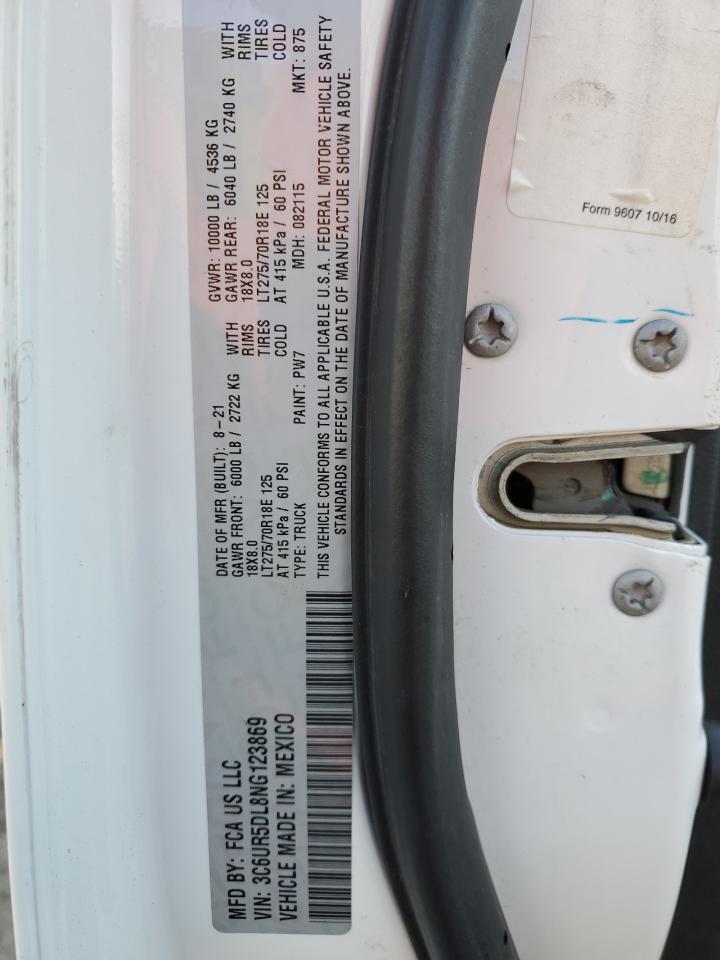 MFD BY: FCA US LLC
VIN: 3C6UR5DL8NG123869
VEHICLE MADE IN: MEXICO
DATE OF MFR (BUILT): 8-21 GVWR: 10000 LB / 4536 KG
GAWR FRONT: 6000 LB / 2722 KG WITH GAWR REAR: 6040 LB / 2740 KG WITH
18X8.0 RIMS 18X8.0 RIMS
LT275/70R18E 125 TIRES LT275/70R18E 125 TIRES
AT 415 kPa / 60 PSI COLD AT 415 kPa / 60 PSI COLD
TYPE: TRUCK PAINT: PW7 MDH: 082115 MKT: 875
THIS VEHICLE CONFORMS TO ALL APPLICABLE U.S.A. FEDERAL MOTOR VEHICLE SAFETY
STANDARDS IN EFFECT ON THE DATE OF MANUFACTURE SHOWN ABOVE.
Form 9607 10/16